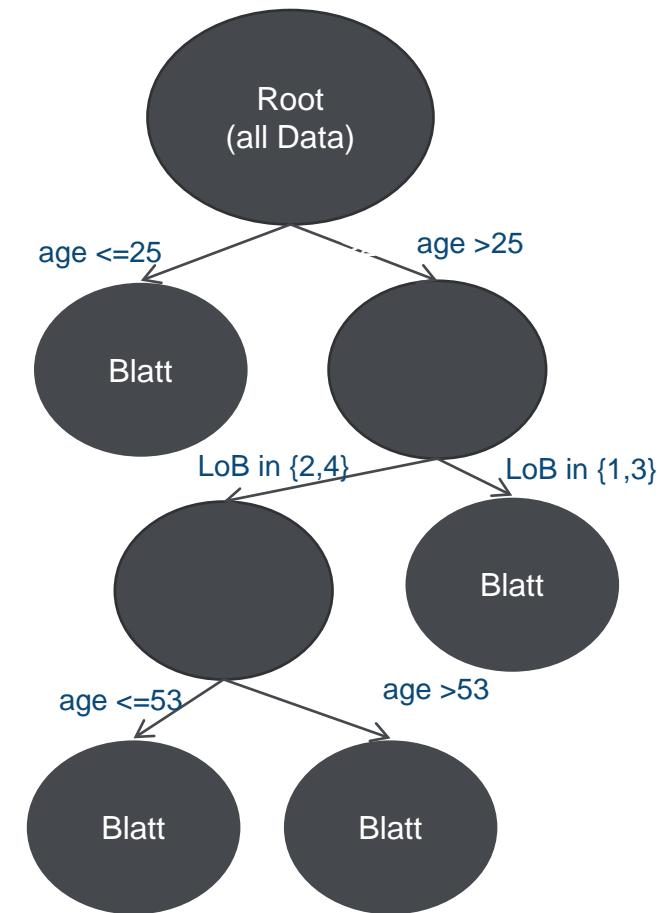 Root
(all Data)
age <=25
age >25
Blatt
LoB in {2,4}
LoB in {1,3}
Blatt
age <=53
age >53
Blatt
Blatt